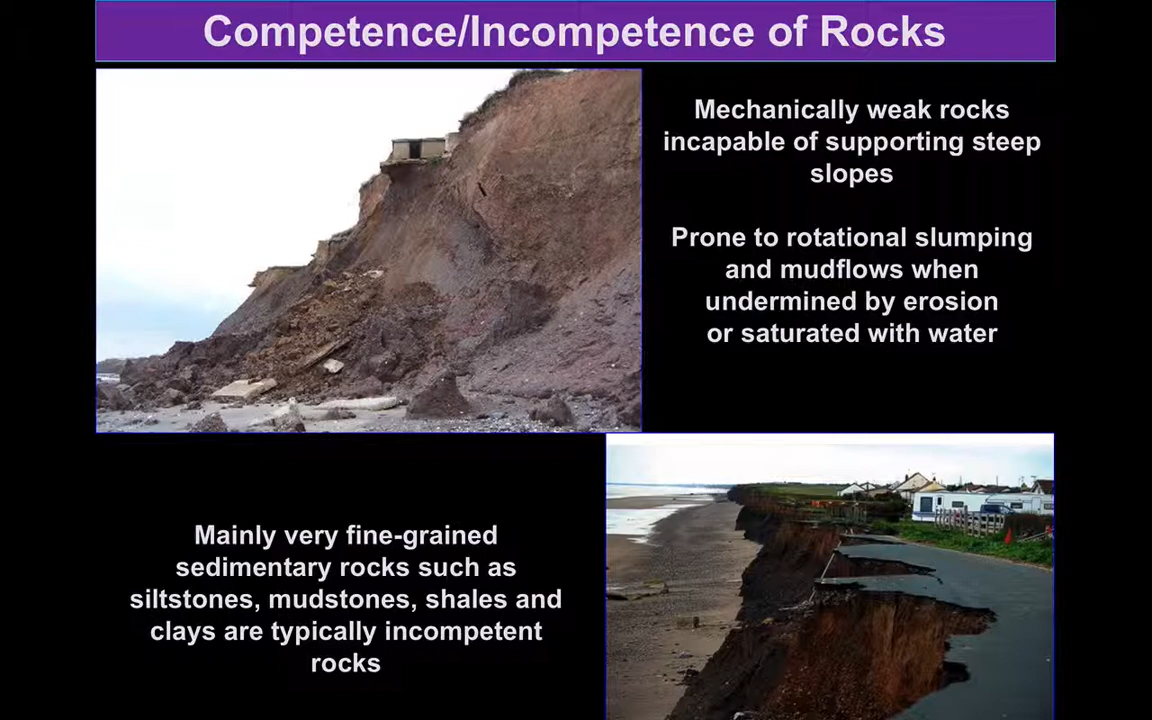 Competence/Incompetence of Rocks
Mechanically weak rocks
incapable of supporting steep
slopes
Prone to rotational slumping
and mudflows when
undermined by erosion
or saturated with water
Mainly very fine-grained
sedimentary rocks such as
siltstones, mudstones, shales and
clays are typically incompetent
rocks